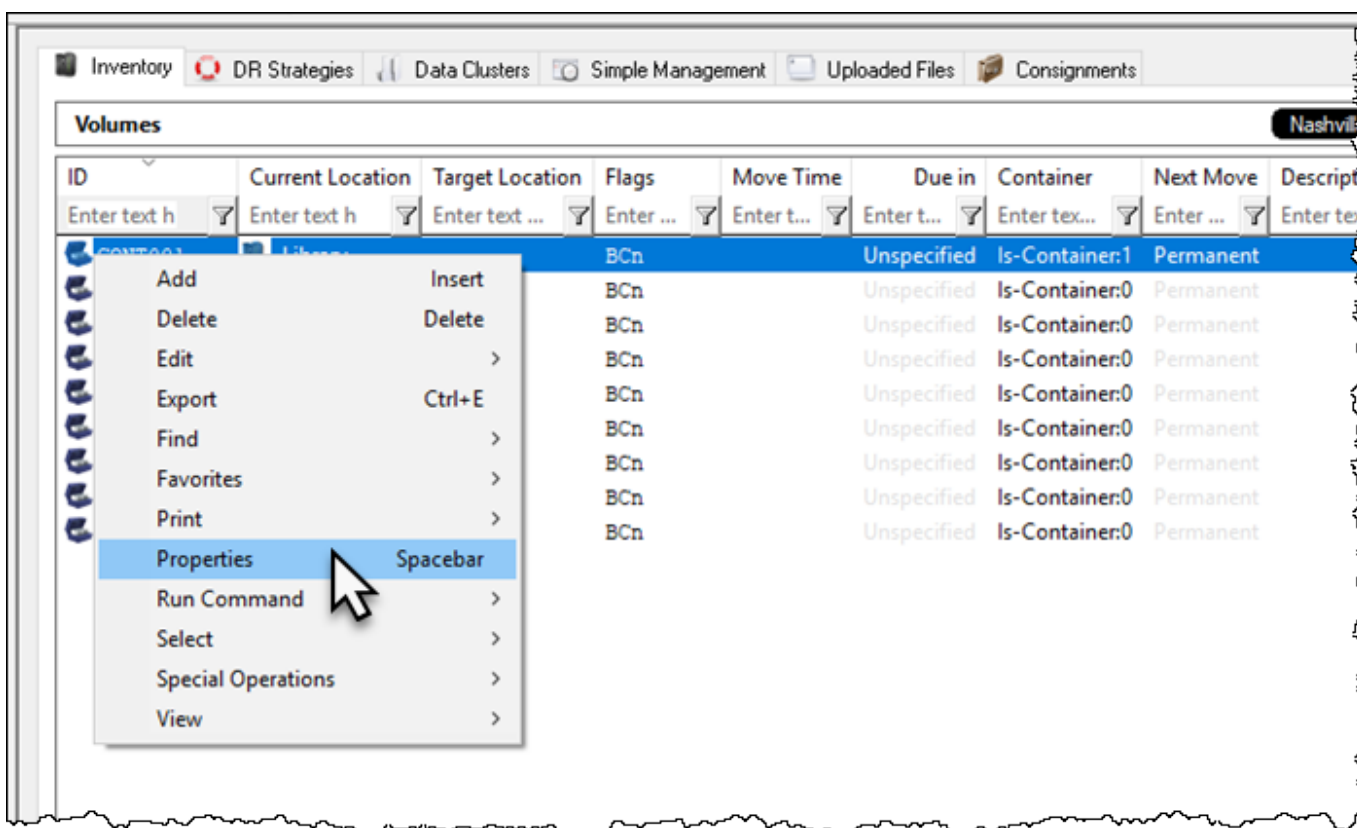 Inventory DR Strategies Data Clusters Simple Management Uploaded Files Consignments
Volumes
ID Current Location Target Location Flags Move Time Due in Container Next Move
Enter text h Enter text h Enter text ... Enter ... Enter t... Enter t... Enter tex... Enter ...
BCn Unspecified Is-Container:1 Permanent
Add Insert
BCn Unspecified Is-Container:0 Permanent
Delete Delete
BCn Unspecified Is-Container:0 Permanent
Edit >
BCn Unspecified Is-Container:0 Permanent
Export Ctrl+E
BCn Unspecified Is-Container:0 Permanent
Find >
BCn Unspecified Is-Container:0 Permanent
Favorites >
BCn Unspecified Is-Container:0 Permanent
Print >
BCn Unspecified Is-Container:0 Permanent
BCn Unspecified Is-Container:0 Permanent
Properties Spacebar
Run Command >
Select >
Special Operations >
View >